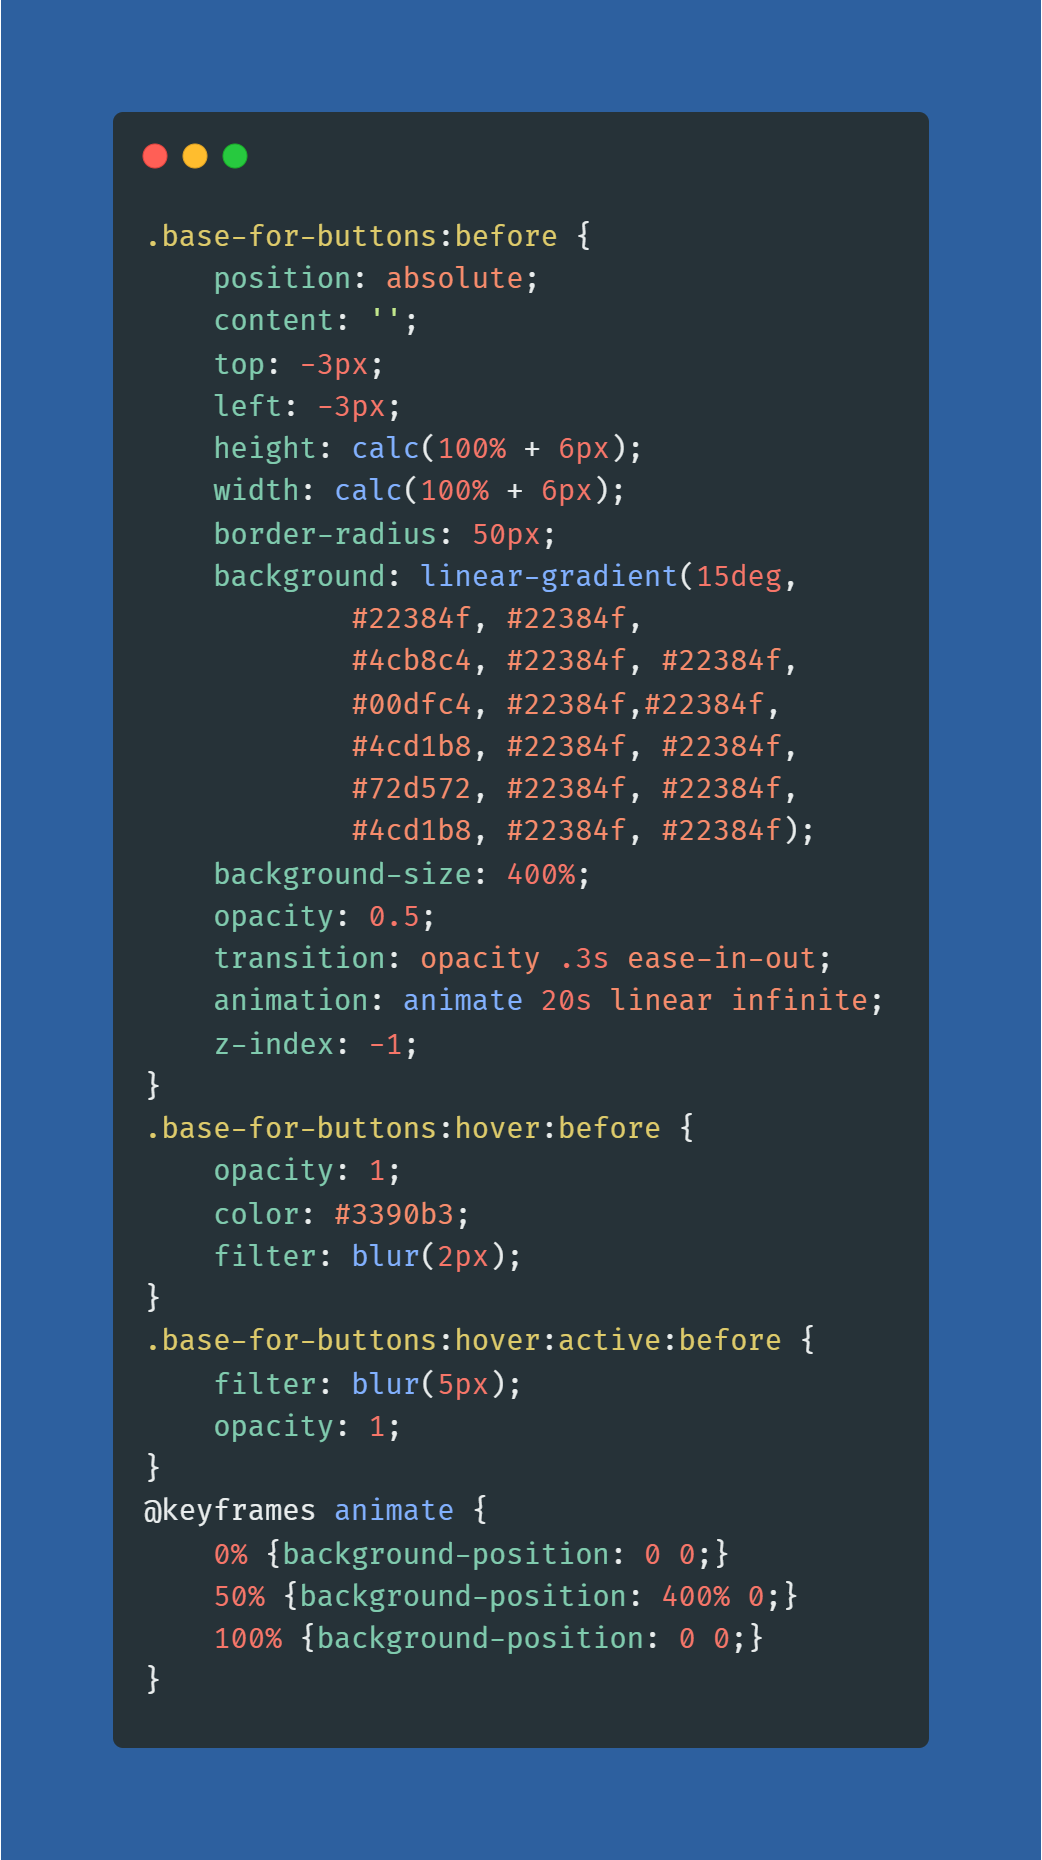 .base-for-buttons:before {
    position: absolute;
    content: '';
    top: -3px;
    left: -3px;
    height: calc(100% + 6px);
    width: calc(100% + 6px);
    border-radius: 50px;
    background: linear-gradient(15deg,
            #22384f, #22384f,
            #4cb8c4, #22384f, #22384f,
            #00dfc4, #22384f,#22384f,
            #4cd1b8, #22384f, #22384f,
            #72d572, #22384f, #22384f,
            #4cd1b8, #22384f, #22384f);
    background-size: 400%;
    opacity: 0.5;
    transition: opacity .3s ease-in-out;
    animation: animate 20s linear infinite;
    z-index: -1;
}
.base-for-buttons:hover:before {
    opacity: 1;
    color: #3390b3;
    filter: blur(2px);
}
.base-for-buttons:hover:active:before {
    filter: blur(5px);
    opacity: 1;
}
@keyframes animate {
    0% {background-position: 0 0;}
    50% {background-position: 400% 0;}
    100% {background-position: 0 0;}
}